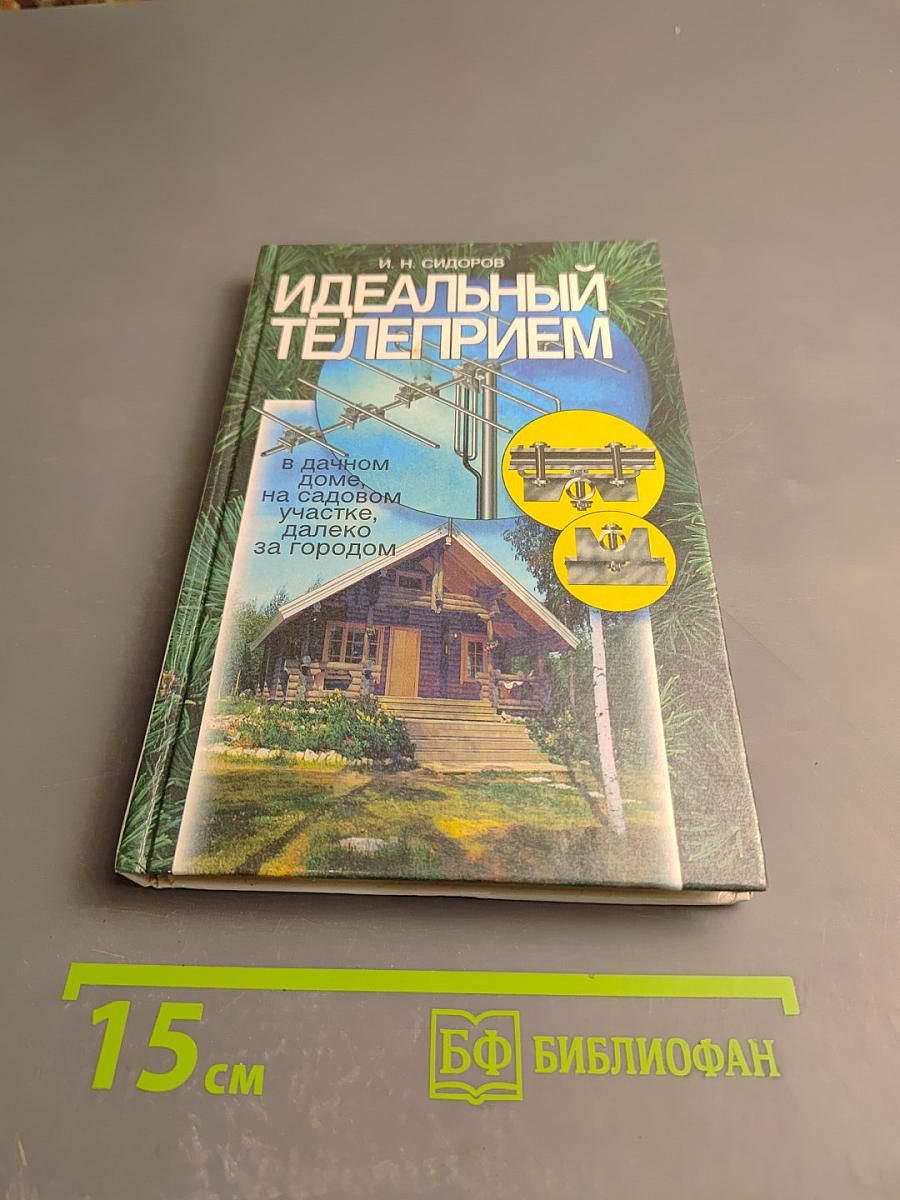 И. Н. СИДОРОВ
ИДЕАЛЬНЫЙ
ТЕЛЕПРИЕМ
в дачном
доме,
на садовом
участке,
далеко
за городом
15 см
БФ БИБЛИОФАН